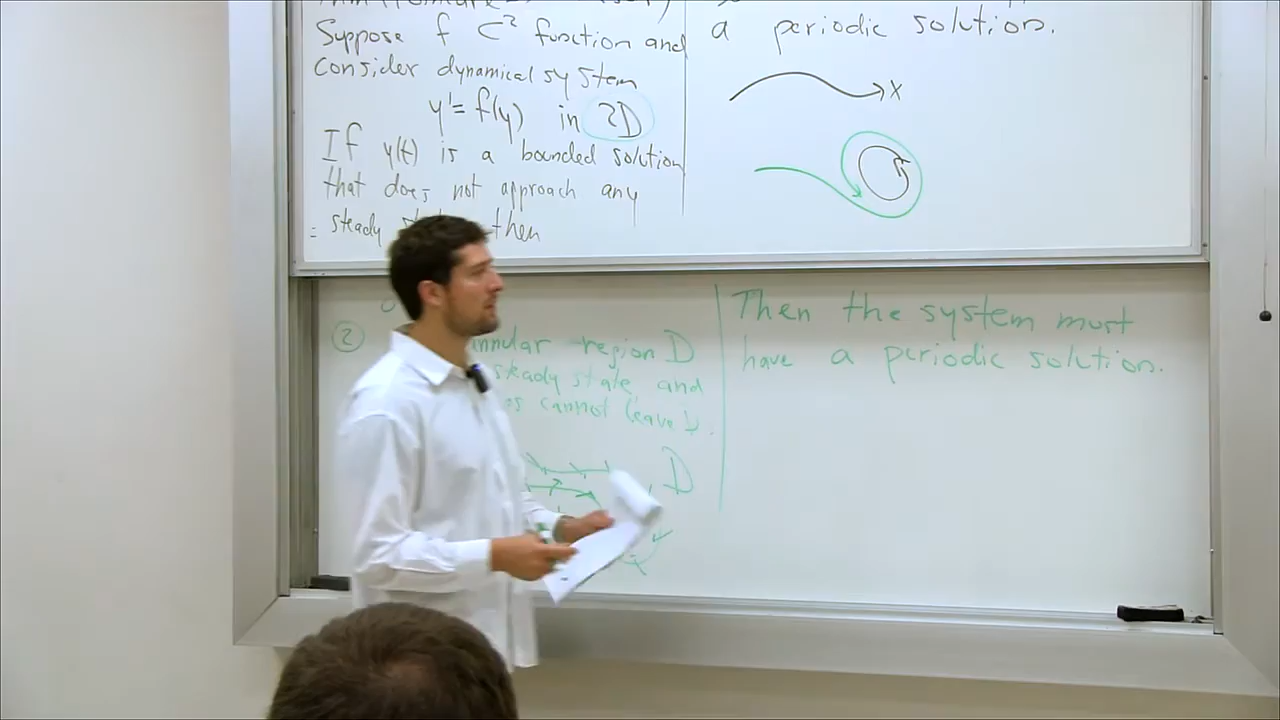 Suppose f C² function and
consider dynamical system
y'= f(y) in 2D
If y(t) is a bounded solution
that does not approach any
steady then
a periodic solution.
x
②
annular region D
steady state, and
cannot leave D.
D
Then the system must
have a periodic solution.